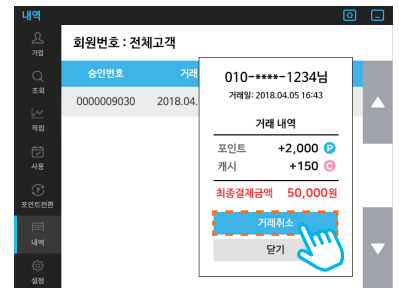 내역
가입
조회
적립
사용
포인트전환
내역
설정
회원번호 : 전체고객
승인번호 거래
0000009030 2018.04.
010-****-1234님
거래일: 2018.04.05 16:43
거래 내역
포인트 +2,000 P
캐시 +150 C
최종결제금액 50,000원
거래취소
닫기